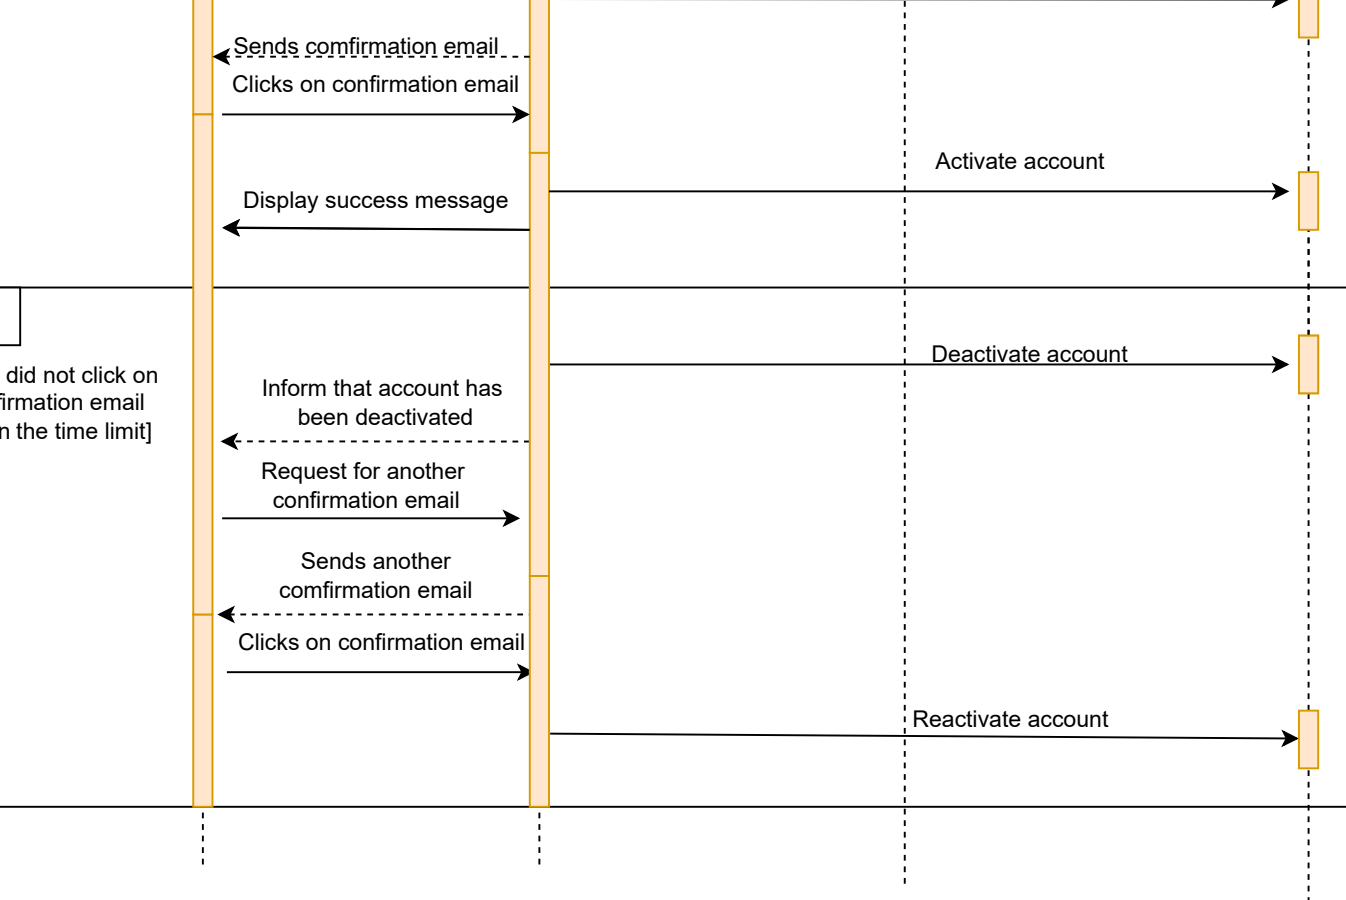 Sends comfirmation email
Clicks on confirmation email
Activate account
Display success message
Deactivate account
did not click on
firmation email
n the time limit]
Inform that account has
been deactivated
Request for another
confirmation email
Sends another
comfirmation email
Clicks on confirmation email
Reactivate account